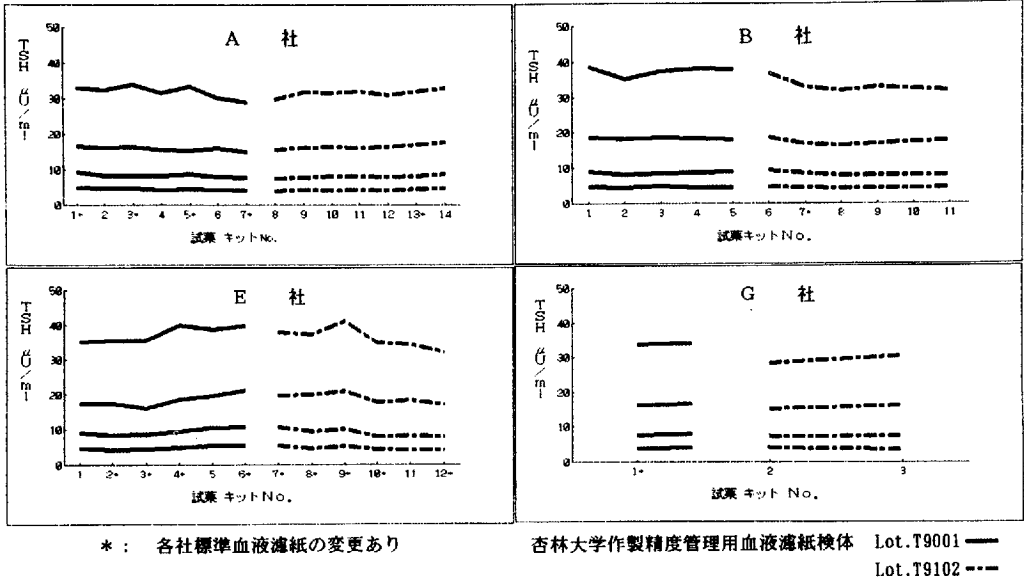 A 社
TSH μU/ml
50
40
30
20
10
0
1* 2 3* 4 5* 6 7* 8 9 10 11 12 13* 14
試薬 キットNo.
B 社
TSH μU/ml
50
40
30
20
10
0
1 2 3 4 5 6 7* 8 9 10 11
試薬 キットNo.
E 社
TSH μU/ml
50
40
30
20
10
0
1 2* 3* 4 5 6* 7* 8* 9* 10* 11 12*
試薬 キットNo.
G 社
TSH μU/ml
50
40
30
20
10
0
1* 2 3
試薬 キット No.
*: 各社標準血液濾紙の変更あり
杏林大学作製精度管理用血液濾紙検体 Lot.T9001
Lot.T9102